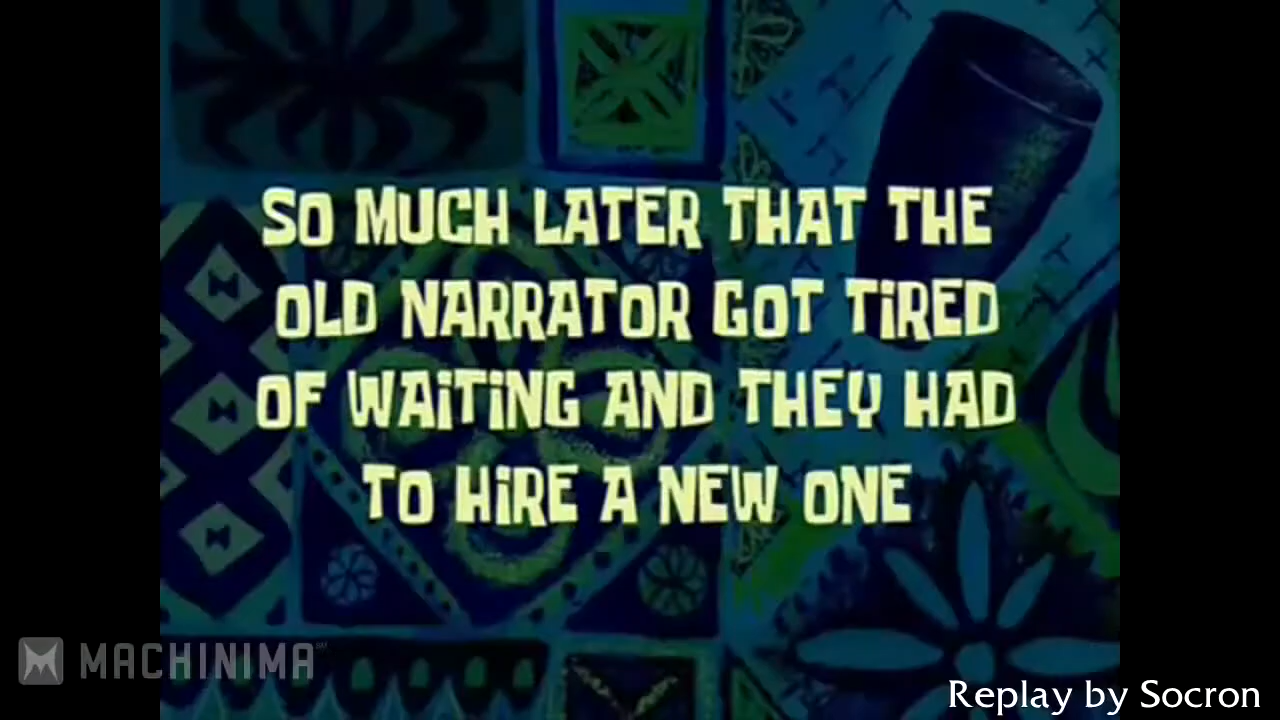 SO MUCH LATER THAT THE
OLD NARRATOR GOT TiRED
OF WAiTiNG AND THEY HAD
TO HiRE A NEW ONE
MACHINIMA
Replay by Socron